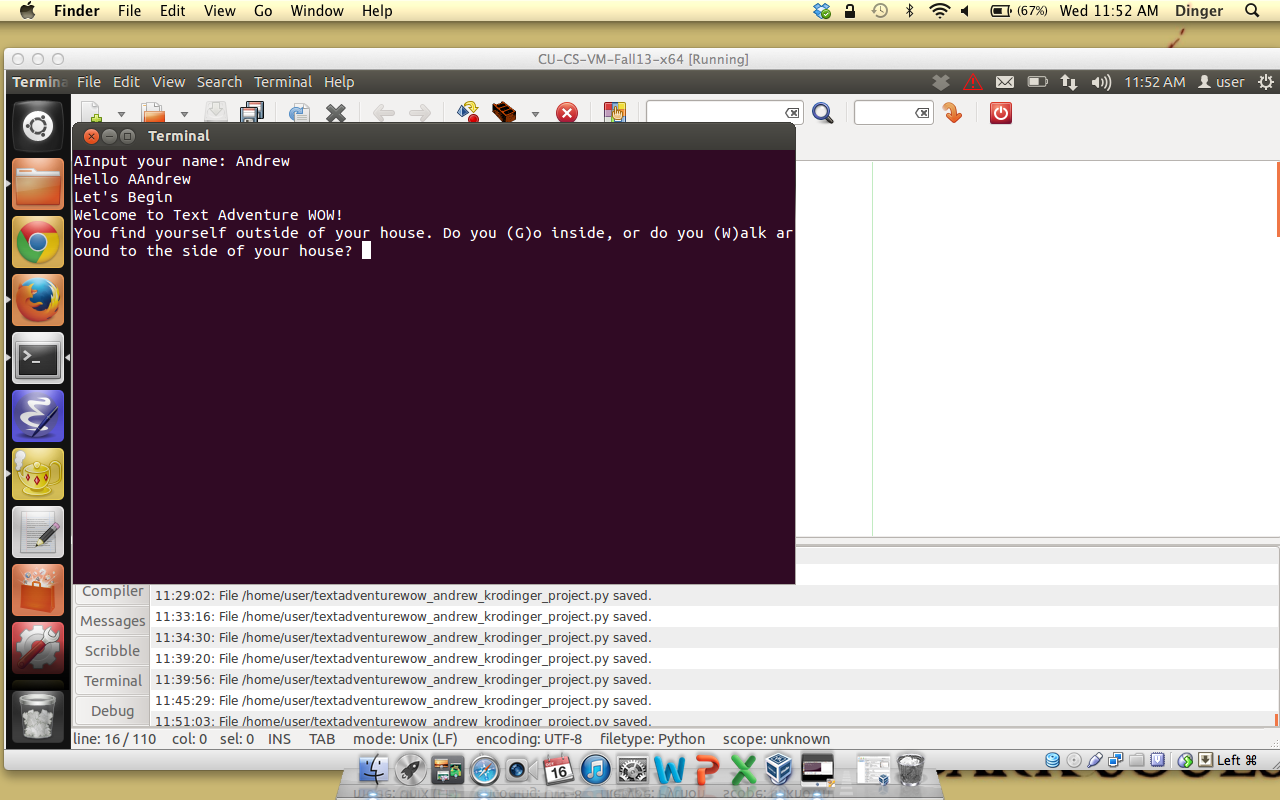 Finder File Edit View Go Window Help (67%) Wed 11:52 AM Dinger
CU-CS-VM-Fall13-x64 [Running]
Termina File Edit View Search Terminal Help 11:52 AM user
Terminal
AInput your name: Andrew
Hello AAndrew
Let's Begin
Welcome to Text Adventure WOW!
You find yourself outside of your house. Do you (G)o inside, or do you (W)alk ar
ound to the side of your house?
Compiler
Messages
Scribble
Terminal
Debug
11:29:02: File /home/user/textadventurewow_andrew_krodinger_project.py saved.
11:33:16: File /home/user/textadventurewow_andrew_krodinger_project.py saved.
11:34:30: File /home/user/textadventurewow_andrew_krodinger_project.py saved.
11:39:20: File /home/user/textadventurewow_andrew_krodinger_project.py saved.
11:39:56: File /home/user/textadventurewow_andrew_krodinger_project.py saved.
11:45:29: File /home/user/textadventurewow_andrew_krodinger_project.py saved.
11:51:03: File /home/user/textadventurewow_andrew_krodinger_project.py saved.
line: 16 / 110 col: 0 sel: 0 INS TAB mode: Unix (LF) encoding: UTF-8 filetype: Python scope: unknown
Left ⌘
OCT
16